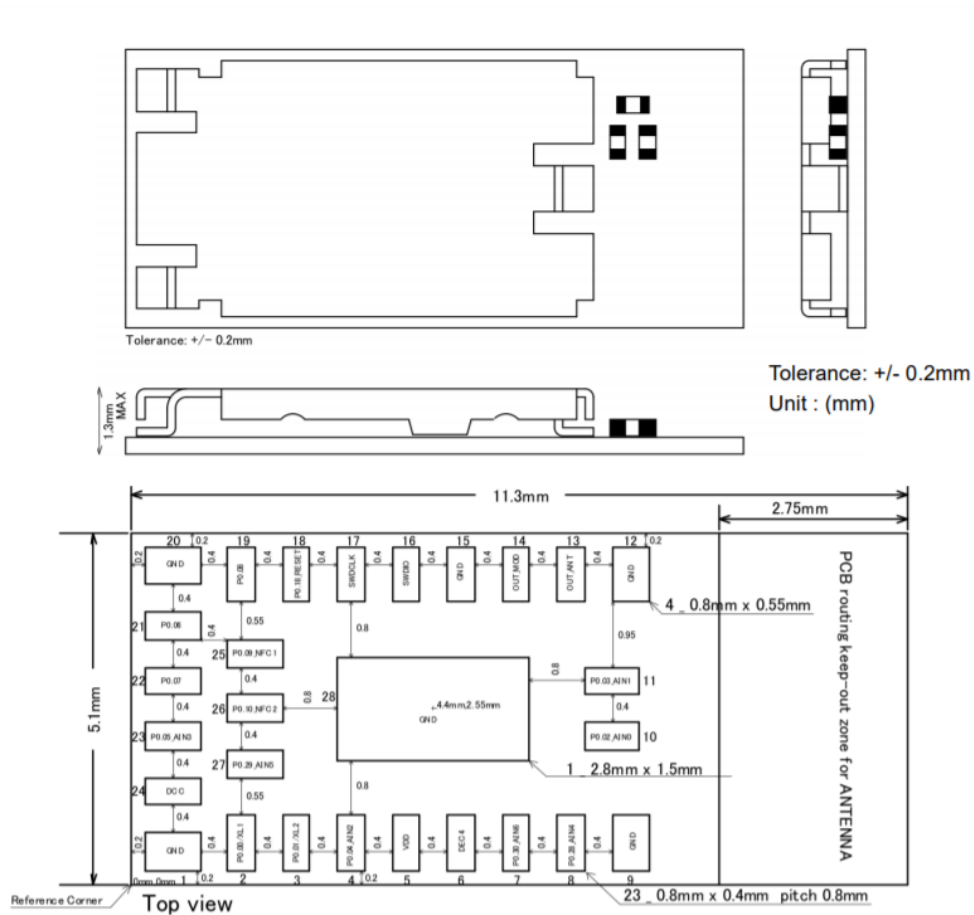 Tolerance: +/- 0.2mm
Tolerance: +/- 0.2mm
Unit : (mm)
1.3mm
MAX
11.3mm
2.75mm
5.1mm
20 0.2 19 18 17 16 15 14 13 12 0.2
0.2 GND 0.4 P0.08 0.4 P0.18_RESET 0.4 SWDCLK 0.4 SWDIO 0.4 GND 0.4 OUT_MOD 0.4 OUT_ANT 0.4 GND
0.4
4 _ 0.8mm x 0.55mm
21 P0.06 0.4 0.55 0.8 0.95
0.4 25 P0.09_NFC1
22 P0.07 0.4 0.8 P0.03_AIN1 11
0.4 26 P0.10_NFC2 0.8 28 4.4mm,2.55mm 0.4
GND
23 P0.05_AIN3 0.4 P0.02_AIN0 10
0.4 27 P0.29_AIN5
1 _ 2.8mm x 1.5mm
24 DCC 0.55 0.8
0.4
0.2 GND 0.4 P0.00/XL1 0.4 P0.01/XL2 0.4 P0.04_AIN2 0.4 VDD 0.4 DEC4 0.4 P0.30_AIN6 0.4 P0.28_AIN4 0.4 GND
0mm,0mm 1 0.2 2 3 4 0.2 5 6 7 8 9
23 _ 0.8mm x 0.4mm pitch 0.8mm
PCB routing keep-out zone for ANTENNA
Reference Corner
Top view